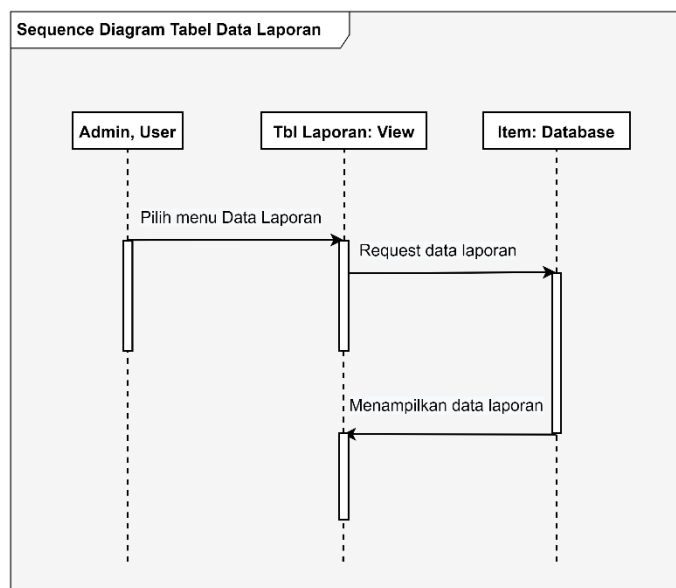 Sequence Diagram Tabel Data Laporan
Admin, User
Tbl Laporan: View
Item: Database
Pilih menu Data Laporan
Request data laporan
Menampilkan data laporan